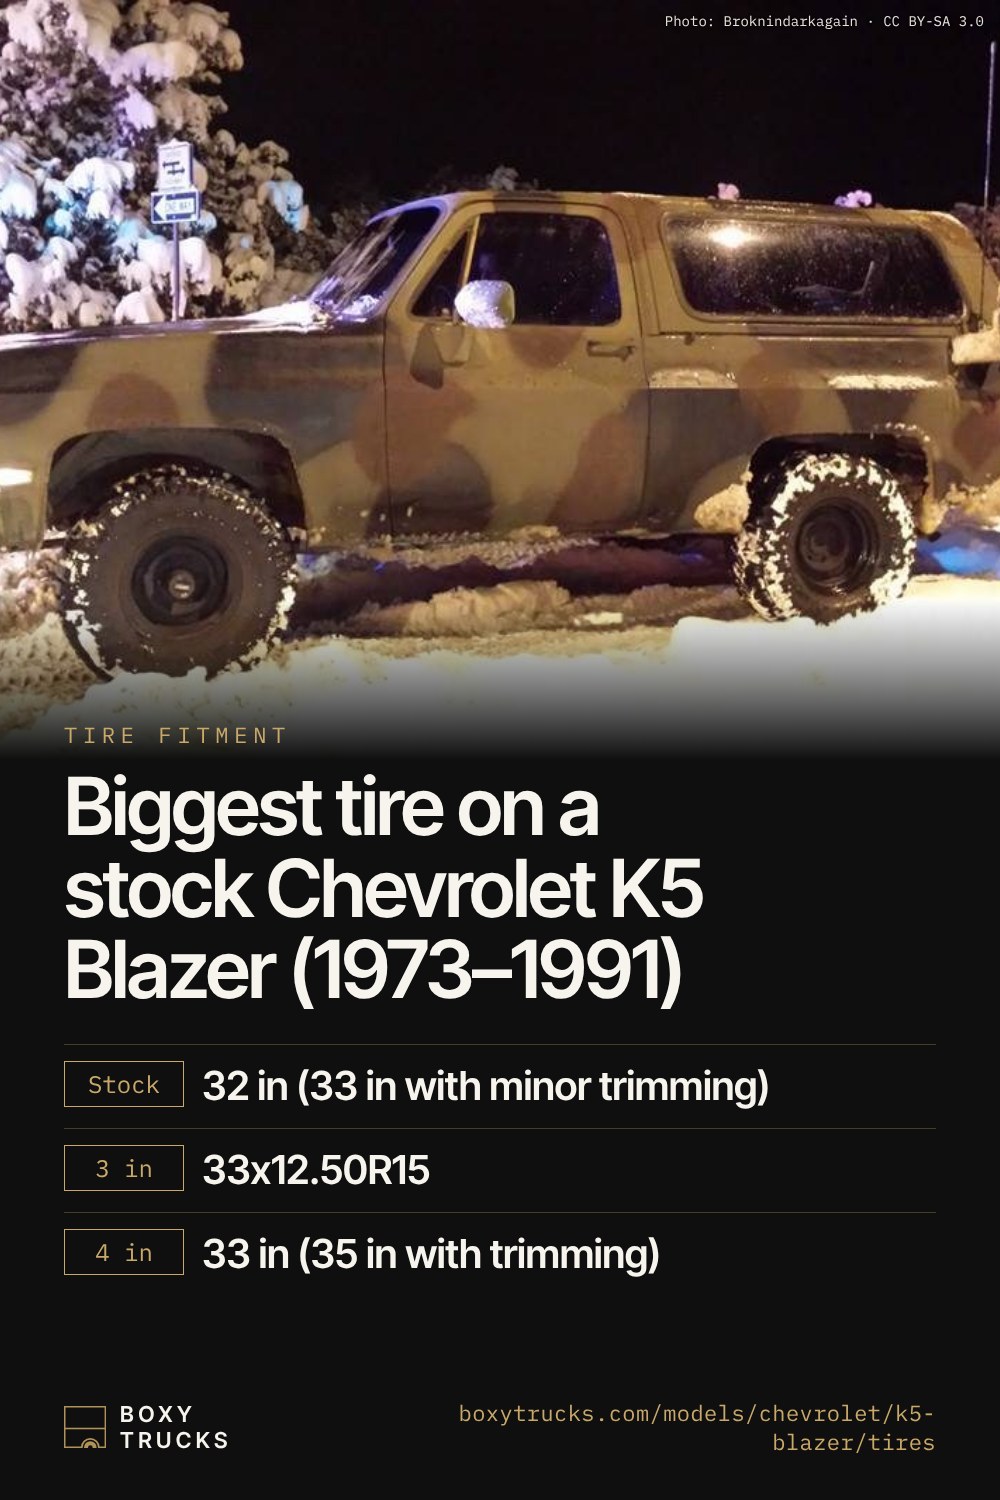 Photo: Broknindarkagain · CC BY-SA 3.0
ONE WAY
TIRE FITMENT
Biggest tire on a
stock Chevrolet K5
Blazer (1973–1991)
Stock 32 in (33 in with minor trimming)
3 in 33x12.50R15
4 in 33 in (35 in with trimming)
BOXY
TRUCKS
boxytrucks.com/models/chevrolet/k5-
blazer/tires